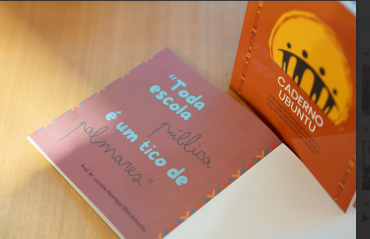 "Toda
escola
pública
é um tico de
palmares"
CADERNO
UBUNTU